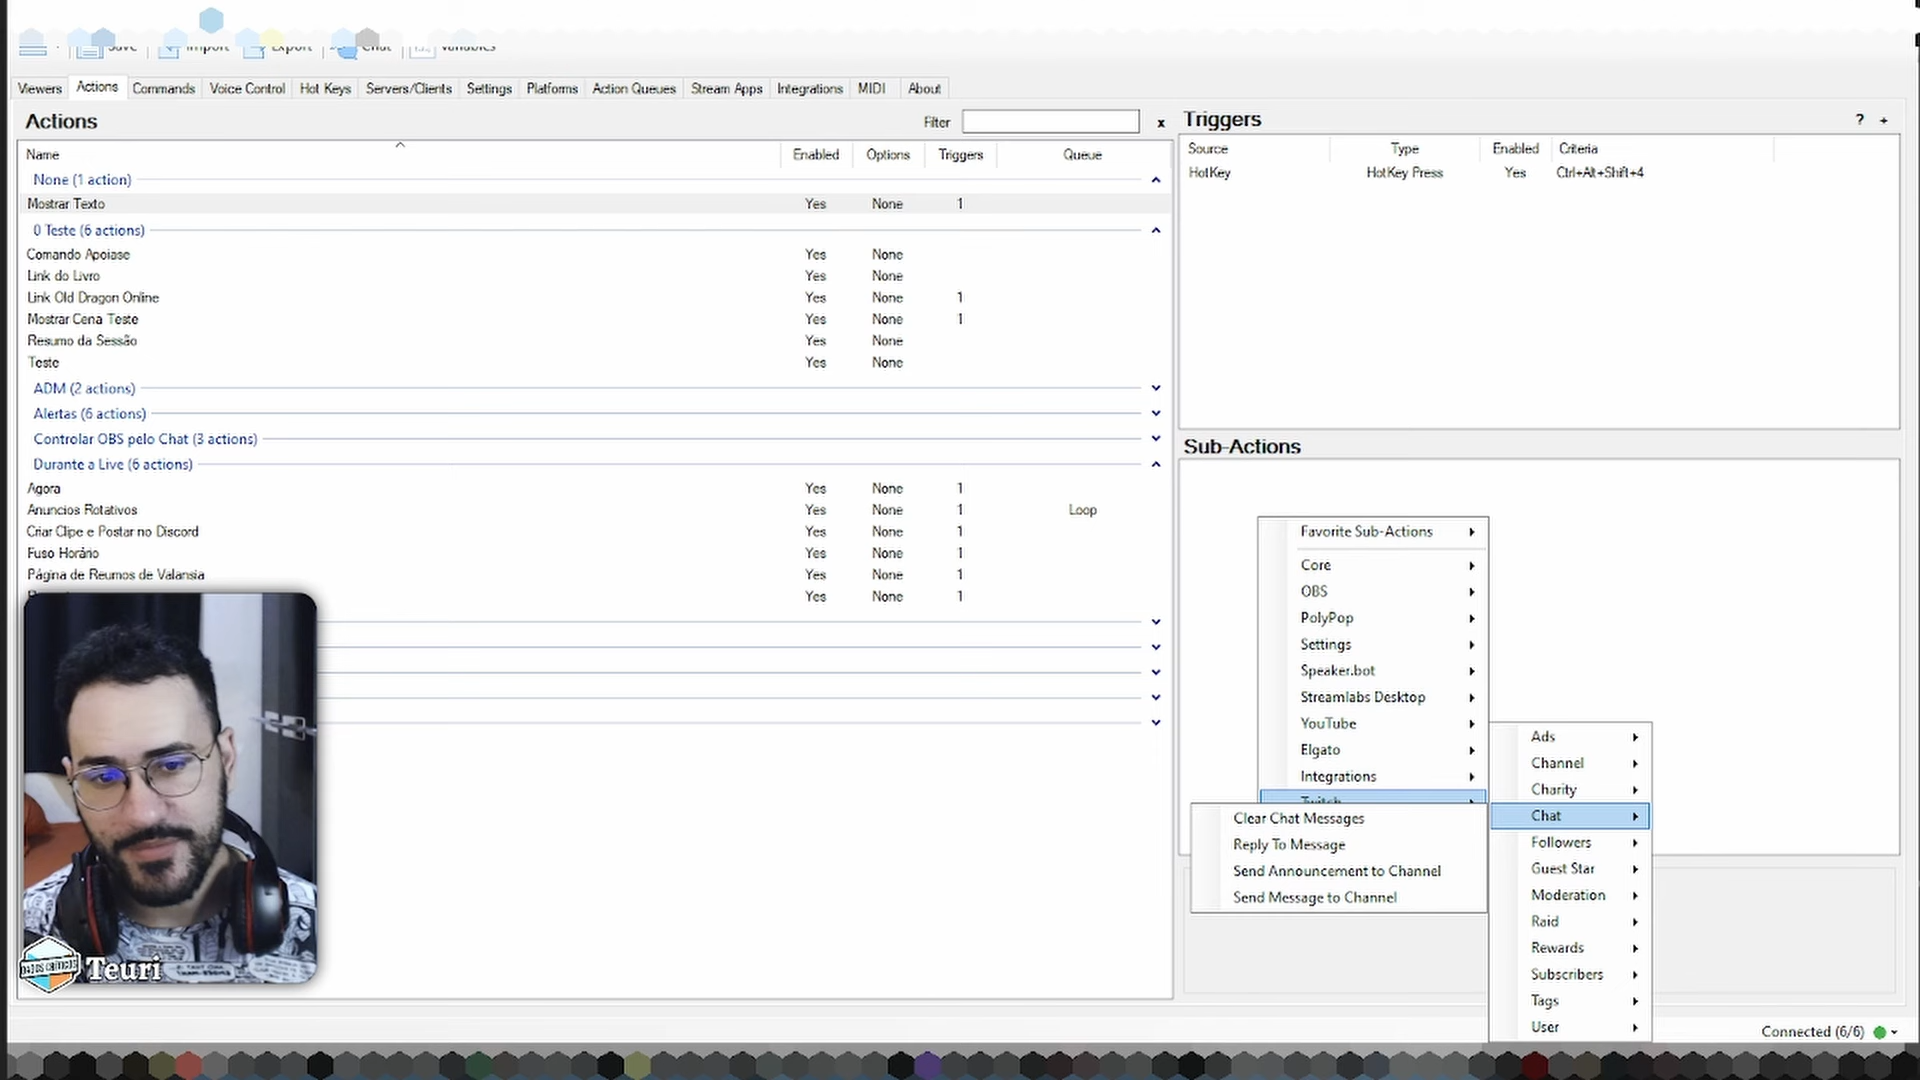 Save Import Export Chat Variables
Viewers Actions Commands Voice Control Hot Keys Servers/Clients Settings Platforms Action Queues Stream Apps Integrations MIDI About
Actions
Filter
x
Name Enabled Options Triggers Queue
None (1 action)
Mostrar Texto Yes None 1
0 Teste (6 actions)
Comando Apoiase Yes None
Link do Livro Yes None
Link Old Dragon Online Yes None 1
Mostrar Cena Teste Yes None 1
Resumo da Sessão Yes None
Teste Yes None
ADM (2 actions)
Alertas (6 actions)
Controlar OBS pelo Chat (3 actions)
Durante a Live (6 actions)
Agora Yes None 1
Anuncios Rotativos Yes None 1 Loop
Criar Clipe e Postar no Discord Yes None 1
Fuso Horário Yes None 1
Página de Reumos de Valansia Yes None 1
Yes None 1
Triggers
? +
Source Type Enabled Criteria
HotKey HotKey Press Yes Ctrl+Alt+Shift+4
Sub-Actions
Favorite Sub-Actions
Core
OBS
PolyPop
Settings
Speaker.bot
Streamlabs Desktop
YouTube
Elgato
Integrations
Twitch
Clear Chat Messages
Reply To Message
Send Announcement to Channel
Send Message to Channel
Ads
Channel
Charity
Chat
Followers
Guest Star
Moderation
Raid
Rewards
Subscribers
Tags
User
DADOS CRÍTICOS
Teuri
Connected (6/6)